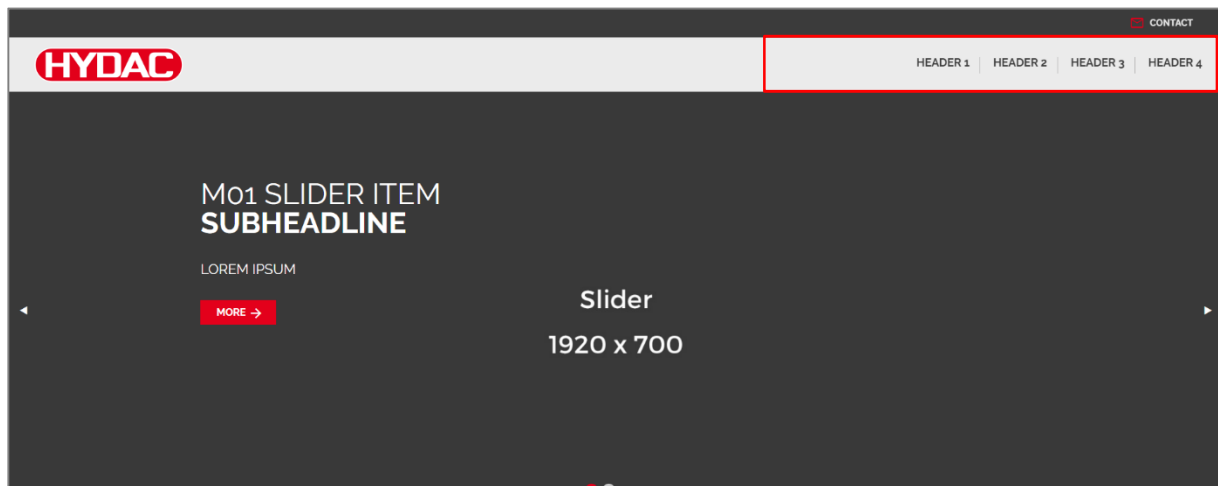 CONTACT
HYDAC
HEADER 1 HEADER 2 HEADER 3 HEADER 4
M01 SLIDER ITEM
SUBHEADLINE
LOREM IPSUM
MORE →
Slider
1920 x 700